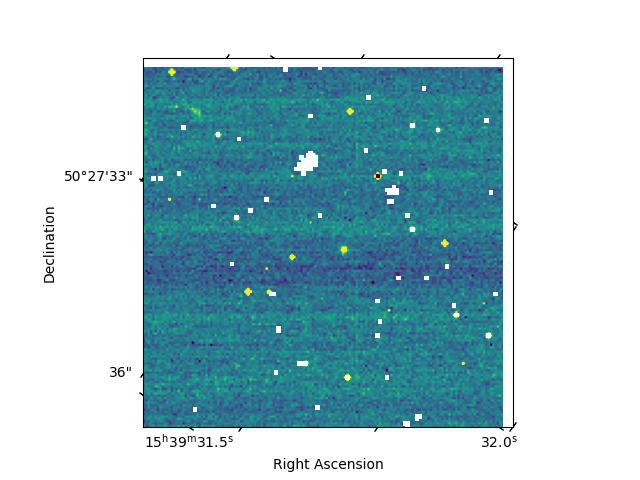 50°27'33"
Declination
36"
15ʰ39ᵐ31.5ˢ
32.0ˢ
Right Ascension